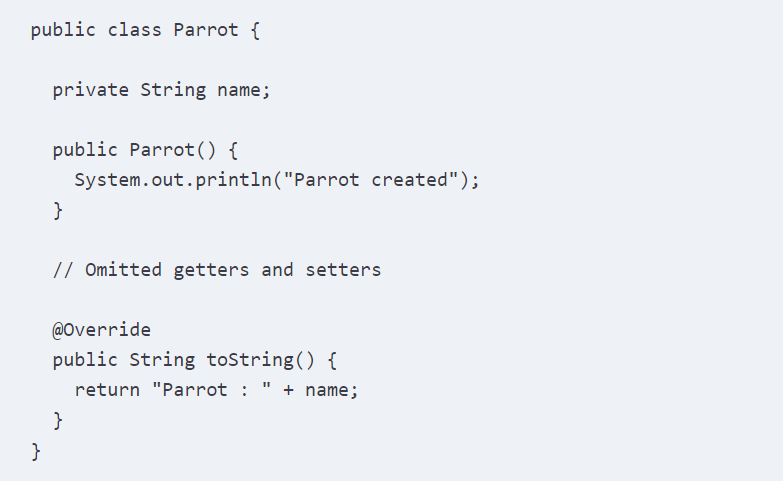 public class Parrot {
private String name;
public Parrot() {
System.out.println("Parrot created");
}
// Omitted getters and setters
@Override
public String toString() {
return "Parrot : " + name;
}
}